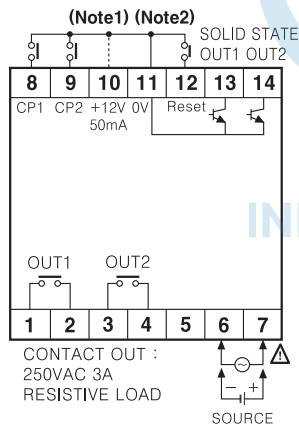 (Note1) (Note2)
SOLID STATE
OUT1 OUT2
8 9 10 11 12 13 14
CP1 CP2 +12V 0V Reset
50mA
IN
OUT1 OUT2
1 2 3 4 5 6 7
CONTACT OUT :
250VAC 3A
RESISTIVE LOAD
- +
SOURCE